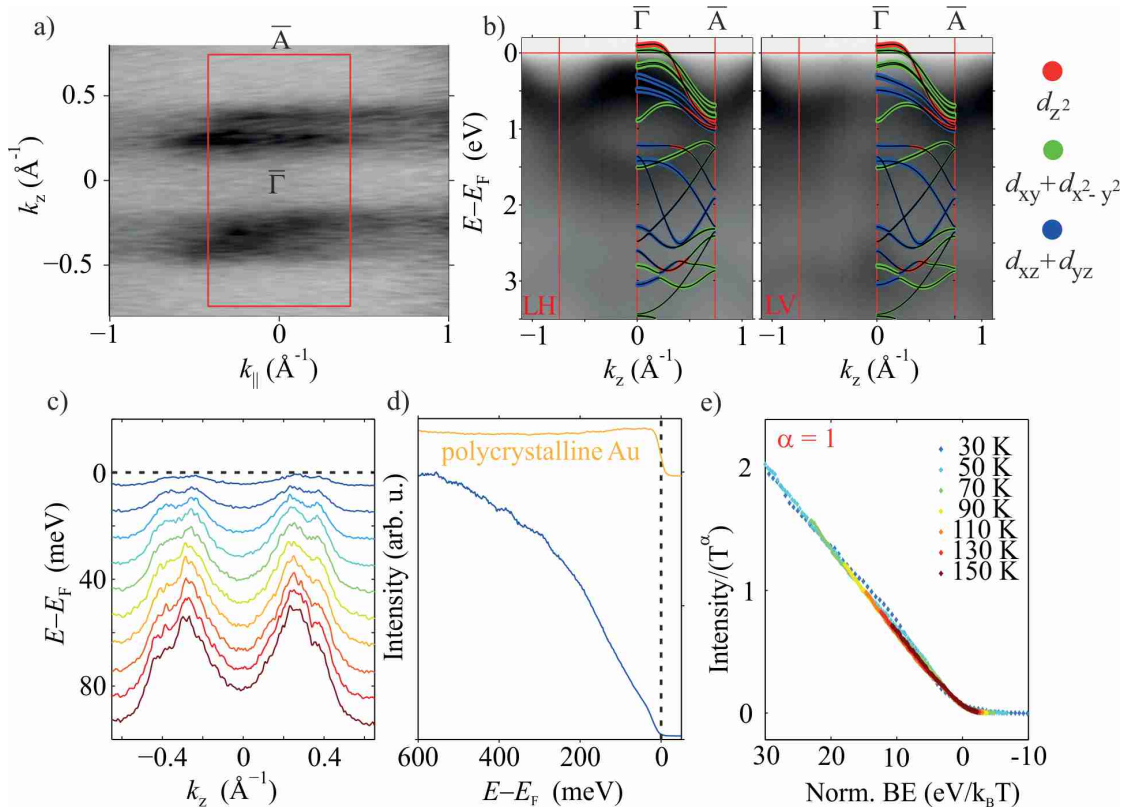 a)
A̅
Γ̅
0.5
0
−0.5
k_z (Å⁻¹)
−1
0
1
k_|| (Å⁻¹)
b)
Γ̅
A̅
Γ̅
A̅
0
1
2
3
E−E_F (eV)
LH
LV
−1
0
1
−1
0
1
k_z (Å⁻¹)
k_z (Å⁻¹)
d_z²
d_xy + d_x²- y²
d_xz + d_yz
c)
0
40
80
E−E_F (meV)
−0.4
0
0.4
k_z (Å⁻¹)
d)
polycrystalline Au
Intensity (arb. u.)
600
400
200
0
E−E_F (meV)
e)
α = 1
30 K
50 K
70 K
90 K
110 K
130 K
150 K
2
1
0
Intensity/(T^α)
30
20
10
0
-10
Norm. BE (eV/k_BT)